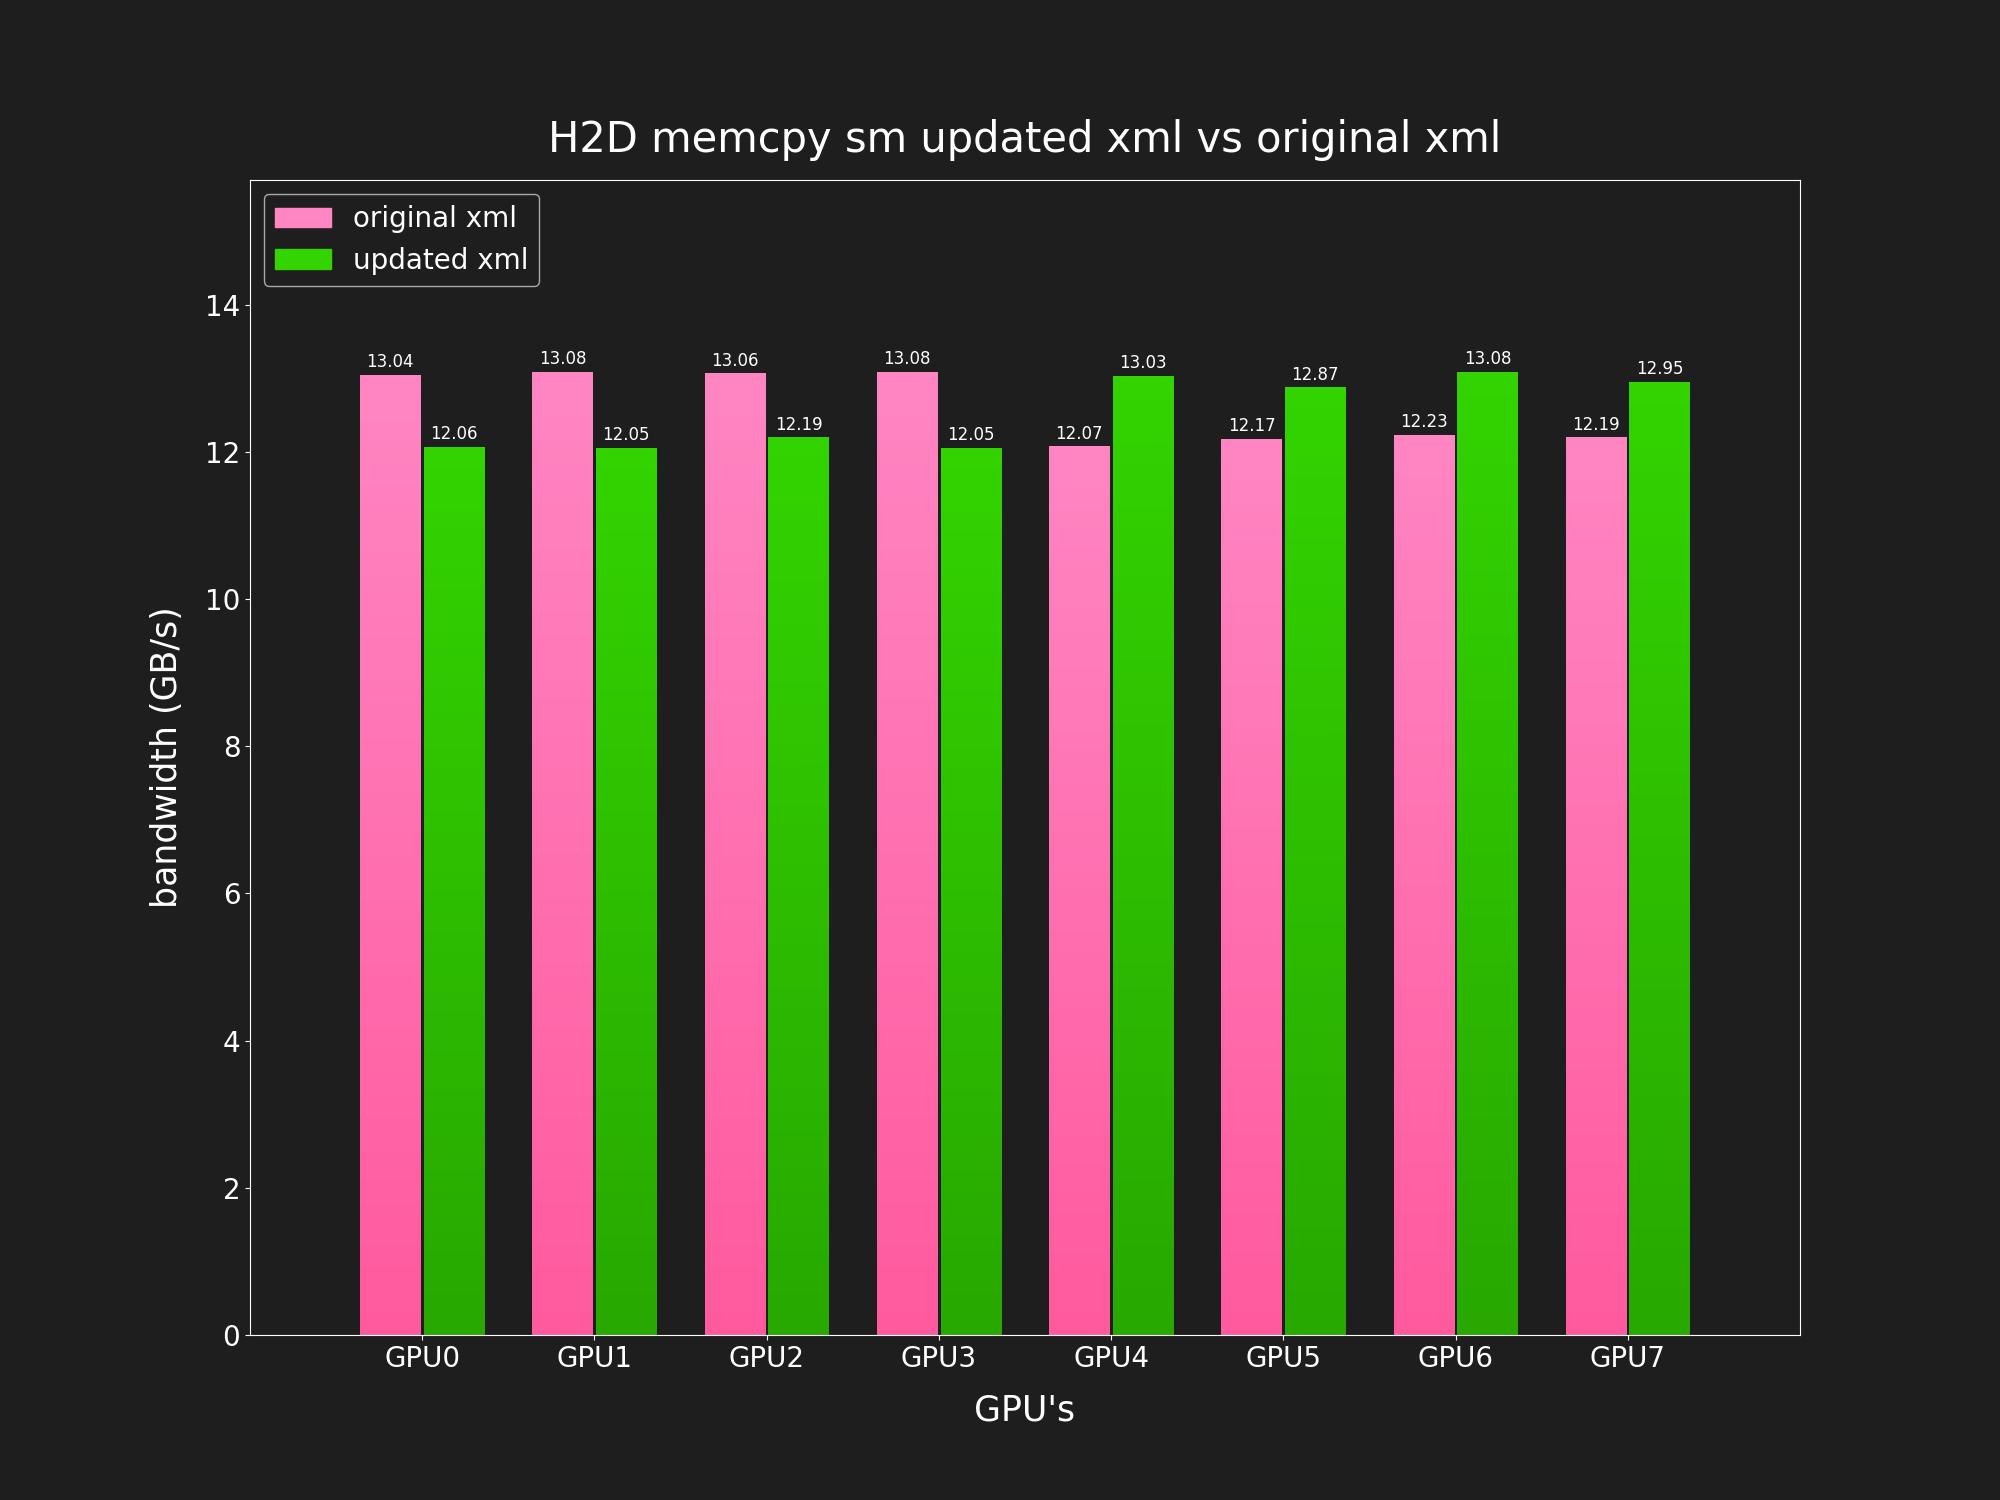 H2D memcpy sm updated xml vs original xml
original xml
updated xml
bandwidth (GB/s)
14
12
10
8
6
4
2
0
13.04
12.06
13.08
12.05
13.06
12.19
13.08
12.05
12.07
13.03
12.17
12.87
12.23
13.08
12.19
12.95
GPU0
GPU1
GPU2
GPU3
GPU4
GPU5
GPU6
GPU7
GPU's